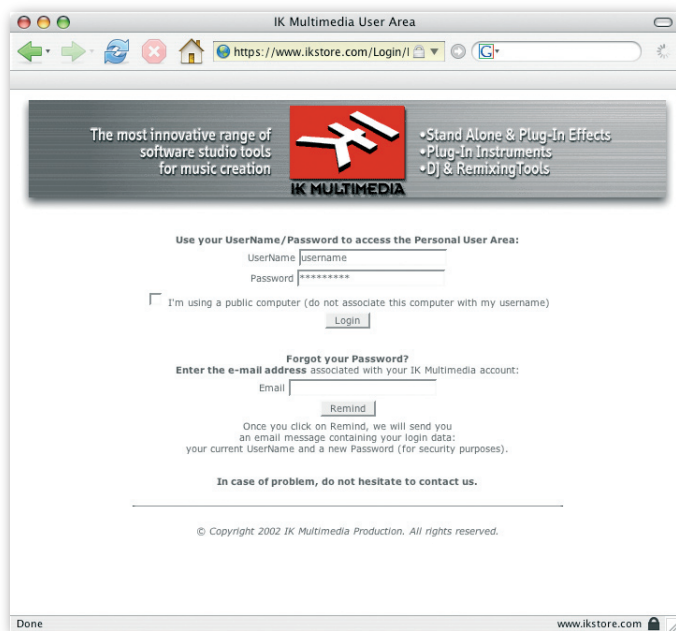 IK Multimedia User Area
https://www.ikstore.com/Login/l
G
The most innovative range of
software studio tools
for music creation
IK MULTIMEDIA
•Stand Alone & Plug-In Effects
•Plug-In Instruments
•DJ & RemixingTools
Use your UserName/Password to access the Personal User Area:
UserName username
Password *********
I'm using a public computer (do not associate this computer with my username)
Login
Forgot your Password?
Enter the e-mail address associated with your IK Multimedia account:
Email
Remind
Once you click on Remind, we will send you
an email message containing your login data:
your current UserName and a new Password (for security purposes).
In case of problem, do not hesitate to contact us.
© Copyright 2002 IK Multimedia Production. All rights reserved.
Done www.ikstore.com